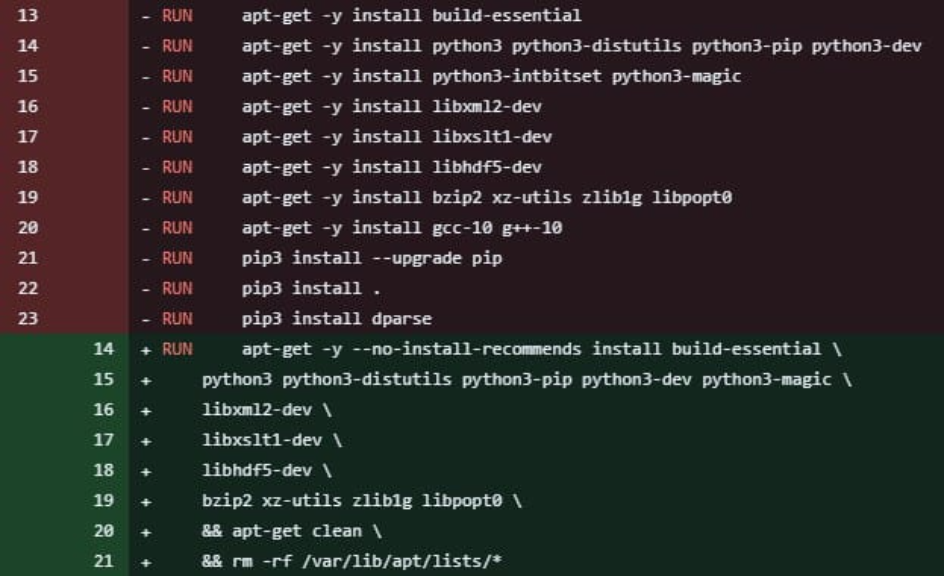 13 - RUN apt-get -y install build-essential
14 - RUN apt-get -y install python3 python3-distutils python3-pip python3-dev
15 - RUN apt-get -y install python3-intbitset python3-magic
16 - RUN apt-get -y install libxml2-dev
17 - RUN apt-get -y install libxslt1-dev
18 - RUN apt-get -y install libhdf5-dev
19 - RUN apt-get -y install bzip2 xz-utils zlib1g libpopt0
20 - RUN apt-get -y install gcc-10 g++-10
21 - RUN pip3 install --upgrade pip
22 - RUN pip3 install .
23 - RUN pip3 install dparse
14 + RUN apt-get -y --no-install-recommends install build-essential \
15 + python3 python3-distutils python3-pip python3-dev python3-magic \
16 + libxml2-dev \
17 + libxslt1-dev \
18 + libhdf5-dev \
19 + bzip2 xz-utils zlib1g libpopt0 \
20 + && apt-get clean \
21 + && rm -rf /var/lib/apt/lists/*